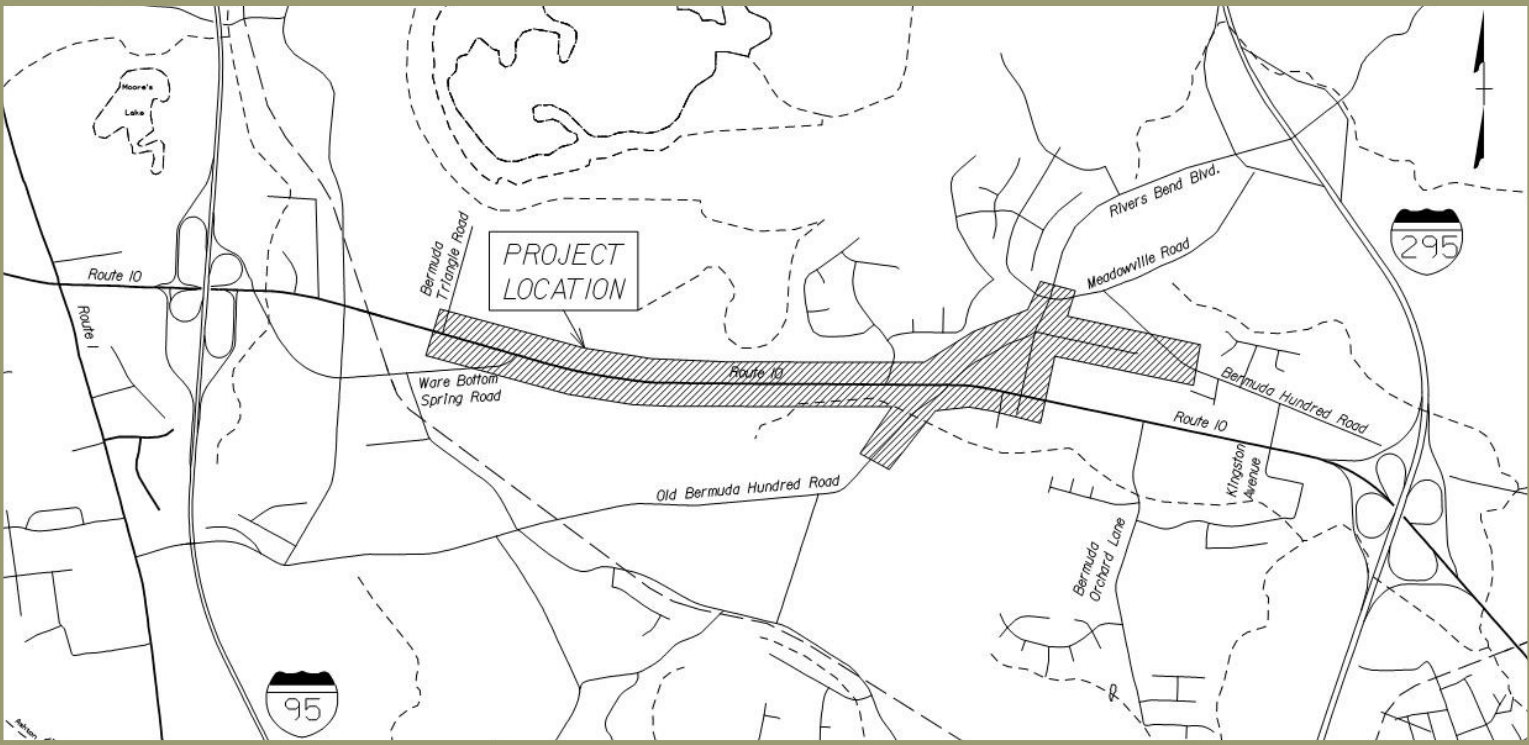 Moore's
Lake
Route 10
Route 1
Bermuda
Triangle Road
PROJECT
LOCATION
Ware Bottom
Spring Road
Route 10
Rivers Bend Blvd.
Meadowville Road
295
Bermuda Hundred Road
Route 10
Kingston
Avenue
Old Bermuda Hundred Road
Bermuda
Orchard Lane
95